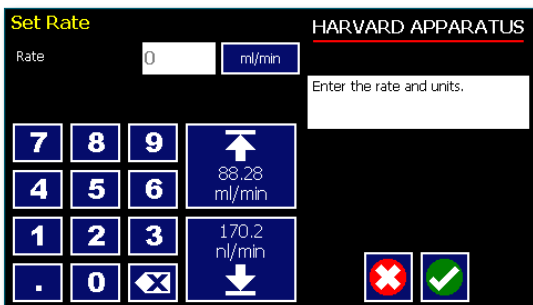 Set Rate
HARVARD APPARATUS
Rate 0 ml/min
Enter the rate and units.
7 8 9
88.28
ml/min
4 5 6
1 2 3
170.2
nl/min
. 0